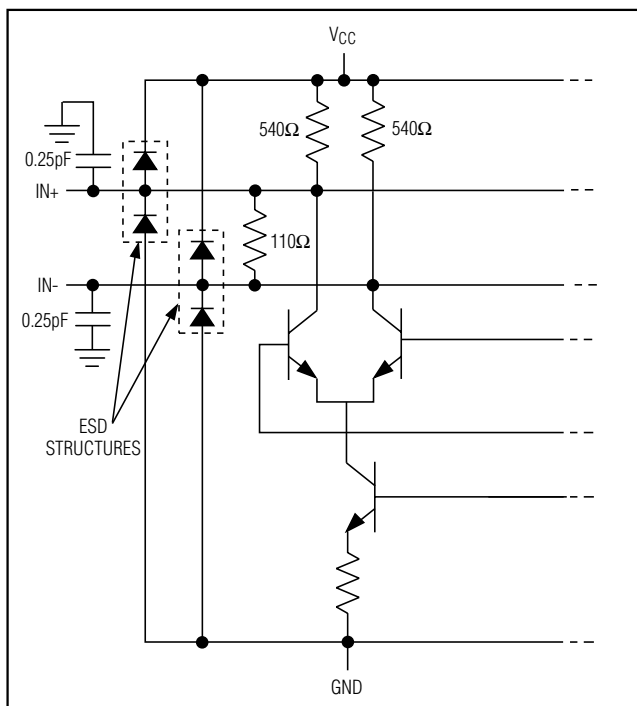 VCC
540Ω 540Ω
0.25pF
IN+
110Ω
IN-
0.25pF
ESD
STRUCTURES
GND